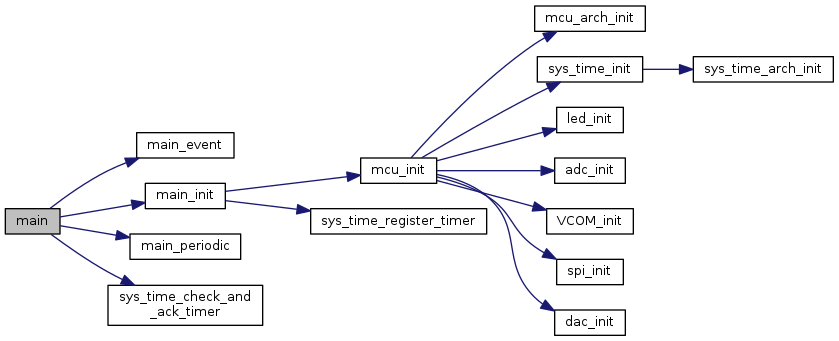 main
main_event
main_init
main_periodic
sys_time_check_and
_ack_timer
mcu_init
sys_time_register_timer
mcu_arch_init
sys_time_init
led_init
adc_init
VCOM_init
spi_init
dac_init
sys_time_arch_init